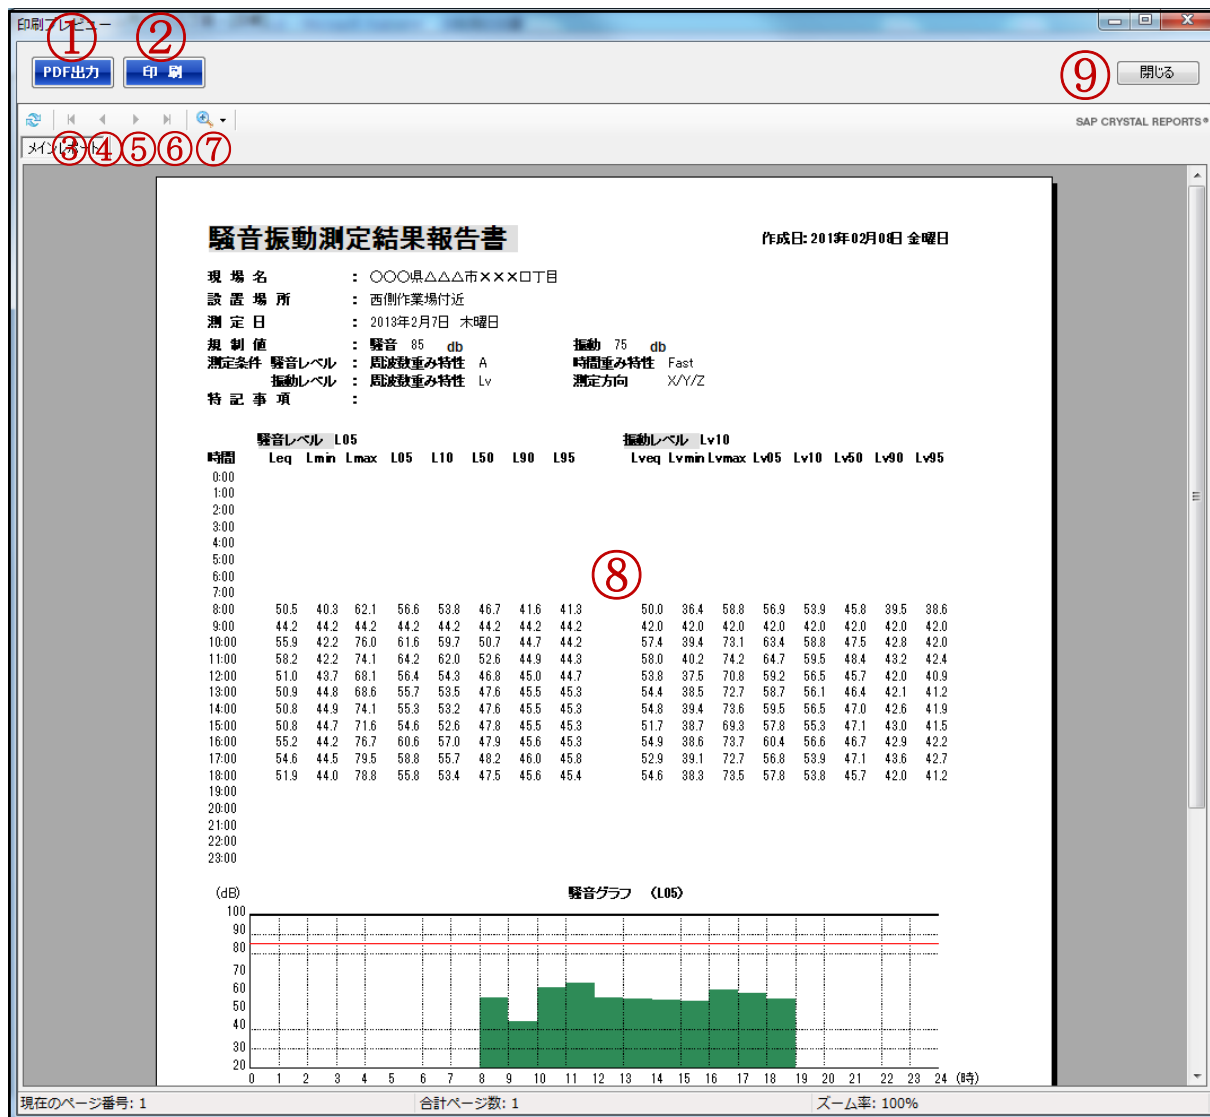 印刷プレビュー
① ②
PDF出力 印 刷 ⑨ 閉じる
SAP CRYSTAL REPORTS®
メインレポート ③ ④ ⑤ ⑥ ⑦
騒音振動測定結果報告書 作成日: 2013年02月08日 金曜日
現 場 名 : 〇〇〇県△△△市×××口丁目
設 置 場 所 : 西側作業場付近
測 定 日 : 2013年2月7日 木曜日
規 制 値 : 騒音 85 db 振動 75 db
測定条件 騒音レベル : 周波数重み特性 A 時間重み特性 Fast
振動レベル : 周波数重み特性 Lv 測定方向 X/Y/Z
特 記 事 項 :
騒音レベル L05 振動レベル Lv10
時間 Leq Lmin Lmax L05 L10 L50 L90 L95 Lveq Lvmin Lvmax Lv05 Lv10 Lv50 Lv90 Lv95
0:00
1:00
2:00
3:00
4:00
5:00
6:00
⑧
7:00
8:00 50.5 40.3 62.1 56.6 53.8 46.7 41.6 41.3 50.0 36.4 58.8 56.9 53.9 45.8 39.5 38.6
9:00 44.2 44.2 44.2 44.2 44.2 44.2 44.2 44.2 42.0 42.0 42.0 42.0 42.0 42.0 42.0 42.0
10:00 55.9 42.2 76.0 61.6 59.7 50.7 44.7 44.2 57.4 39.4 73.1 63.4 58.8 47.5 42.8 42.0
11:00 58.2 42.2 74.1 64.2 62.0 52.6 44.9 44.3 58.0 40.2 74.2 64.7 59.5 48.4 43.2 42.4
12:00 51.0 43.7 68.1 56.4 54.3 46.8 45.0 44.7 53.8 37.5 70.8 59.2 56.5 45.7 42.0 40.9
13:00 50.9 44.8 68.6 55.7 53.5 47.6 45.5 45.3 54.4 38.5 72.7 58.7 56.1 46.4 42.1 41.2
14:00 50.8 44.9 74.1 55.3 53.2 47.6 45.5 45.3 54.8 39.4 73.6 59.5 56.5 47.0 42.6 41.9
15:00 50.8 44.7 71.6 54.6 52.6 47.8 45.5 45.3 51.7 38.7 69.3 57.8 55.3 47.1 43.0 41.5
16:00 55.2 44.2 76.7 60.6 57.0 47.9 45.6 45.3 54.9 38.6 73.7 60.4 56.6 46.7 42.9 42.2
17:00 54.6 44.5 79.5 58.8 55.7 48.2 46.0 45.8 52.9 39.1 72.7 56.8 53.9 47.1 43.6 42.7
18:00 51.9 44.0 78.8 55.8 53.4 47.5 45.6 45.4 54.6 38.3 73.5 57.8 53.8 45.7 42.0 41.2
19:00
20:00
21:00
22:00
23:00
(dB) 騒音グラフ (L05)
100
90
80
70
60
50
40
30
20
0 1 2 3 4 5 6 7 8 9 10 11 12 13 14 15 16 17 18 19 20 21 22 23 24 (時)
現在のページ番号: 1 合計ページ数: 1 ズーム率: 100%